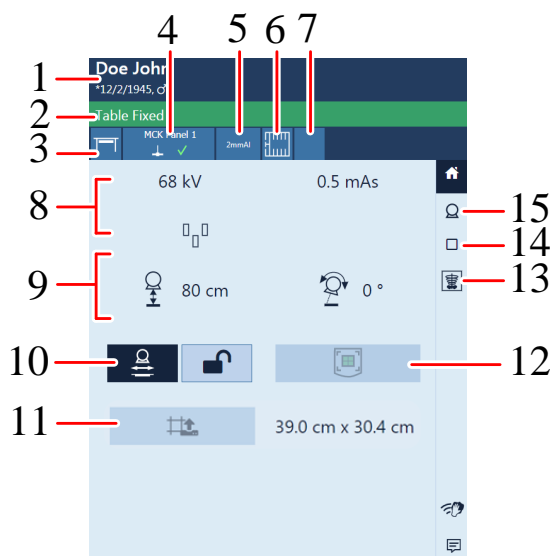 4 5 6 7
Doe John
1
*12/2/1945, ♂
2 Table Fixed
MCK Panel 1
2mmAl
3
68 kV 0.5 mAs
8
15
14
9 80 cm 0 °
13
10 12
11 39.0 cm x 30.4 cm